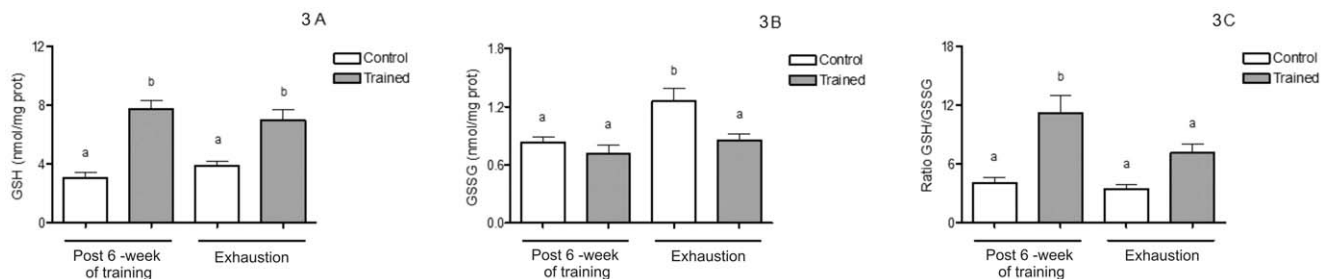 3A
GSH (nmol/mg prot)
12
8
4
0
a
b
a
b
Control
Trained
Post 6 -week
of training
Exhaustion
3B
GSSG (nmol/mg prot)
1.8
1.2
0.6
0.0
a
a
b
a
Control
Trained
Post 6 -week
of training
Exhaustion
3C
Ratio GSH/GSSG
18
12
6
0
a
b
a
a
Control
Trained
Post 6 -week
of training
Exhaustion